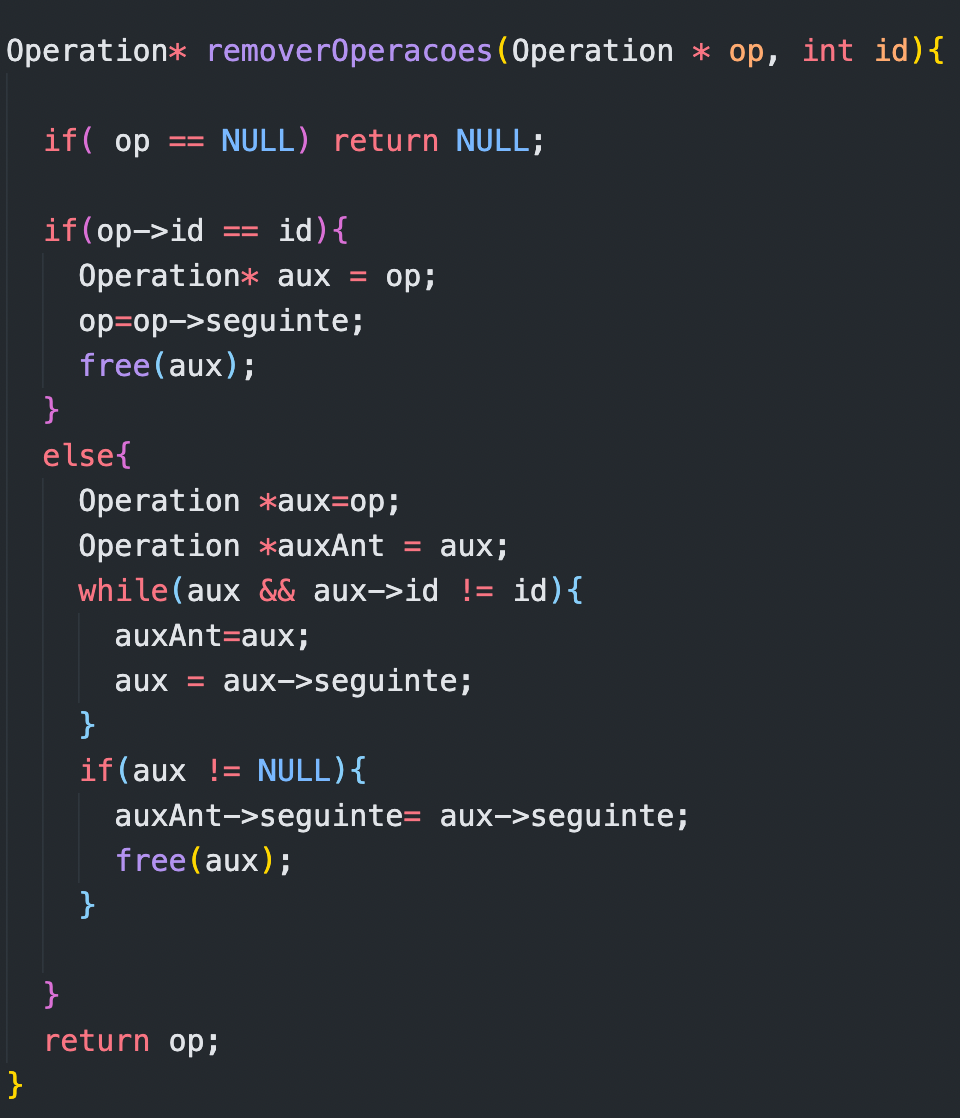 Operation* removerOperacoes(Operation * op, int id){
if( op == NULL) return NULL;
if(op->id == id){
Operation* aux = op;
op=op->seguinte;
free(aux);
}
else{
Operation *aux=op;
Operation *auxAnt = aux;
while(aux && aux->id != id){
auxAnt=aux;
aux = aux->seguinte;
}
if(aux != NULL){
auxAnt->seguinte= aux->seguinte;
free(aux);
}
}
return op;
}